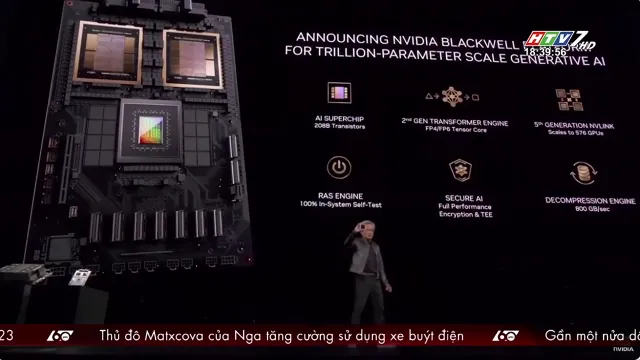 ANNOUNCING NVIDIA BLACKWELL
FOR TRILLION-PARAMETER SCALE GENERATIVE AI
HTV7 HD
18:39:56
AI SUPERCHIP
208B Transistors
2nd GEN TRANSFORMER ENGINE
FP4/FP6 Tensor Core
5th GENERATION NVLINK
Scales to 576 GPUs
RAS ENGINE
100% In-System Self-Test
SECURE AI
Full Performance
Encryption & TEE
DECOMPRESSION ENGINE
800 GB/sec
23 60 Thủ đô Matxcova của Nga tăng cường sử dụng xe buýt điện 60 Gần một nửa
NVIDIA